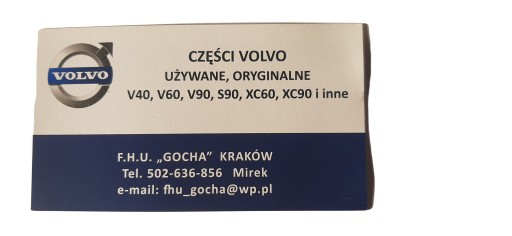 VOLVO
CZĘŚCI VOLVO
UŻYWANE, ORYGINALNE
V40, V60, V90, S90, XC60, XC90 i inne
F.H.U. „GOCHA” KRAKÓW
Tel. 502-636-856 Mirek
e-mail: fhu_gocha@wp.pl